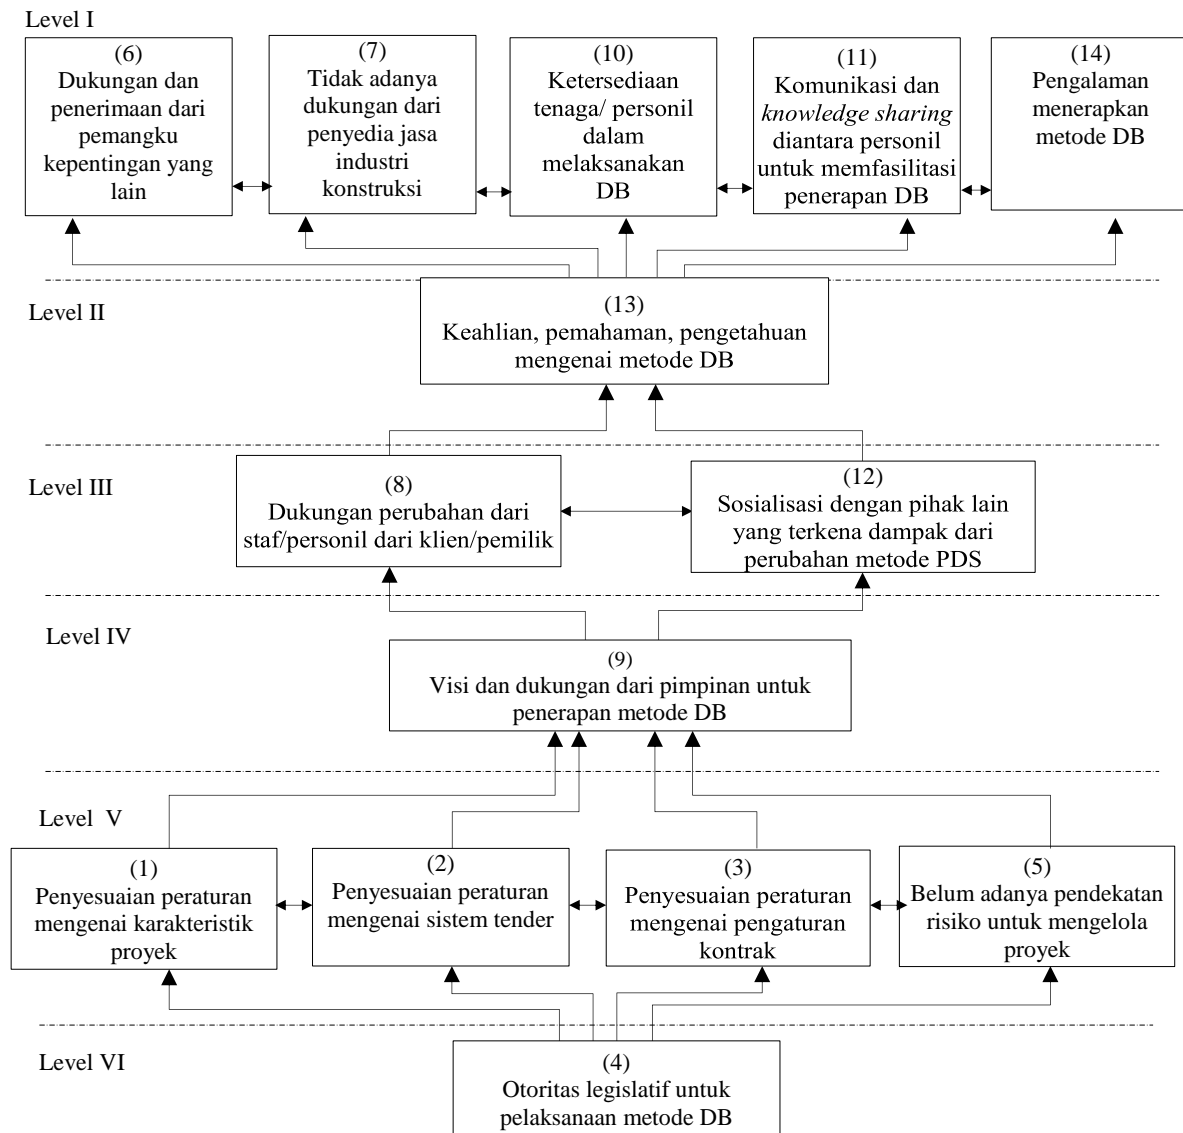 Level I
(6)
Dukungan dan
penerimaan dari
pemangku
kepentingan yang
lain
(7)
Tidak adanya
dukungan dari
penyedia jasa
industri
konstruksi
(10)
Ketersediaan
tenaga/ personil
dalam
melaksanakan
DB
(11)
Komunikasi dan
knowledge sharing
diantara personil
untuk memfasilitasi
penerapan DB
(14)
Pengalaman
menerapkan
metode DB
Level II
(13)
Keahlian, pemahaman, pengetahuan
mengenai metode DB
Level III
(8)
Dukungan perubahan dari
staf/personil dari klien/pemilik
(12)
Sosialisasi dengan pihak lain
yang terkena dampak dari
perubahan metode PDS
Level IV
(9)
Visi dan dukungan dari pimpinan untuk
penerapan metode DB
Level V
(1)
Penyesuaian peraturan
mengenai karakteristik
proyek
(2)
Penyesuaian peraturan
mengenai sistem tender
(3)
Penyesuaian peraturan
mengenai pengaturan
kontrak
(5)
Belum adanya pendekatan
risiko untuk mengelola
proyek
Level VI
(4)
Otoritas legislatif untuk
pelaksanaan metode DB